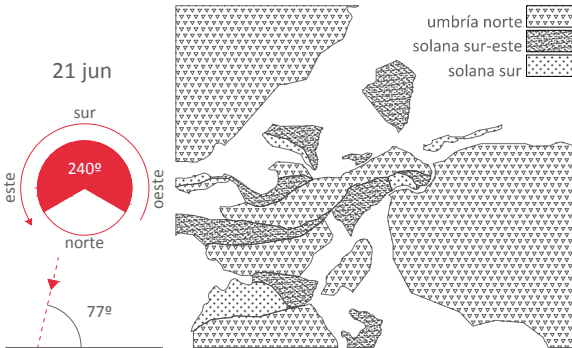 21 jun
sur
este
240º
oeste
norte
77º
umbría norte
solana sur-este
solana sur